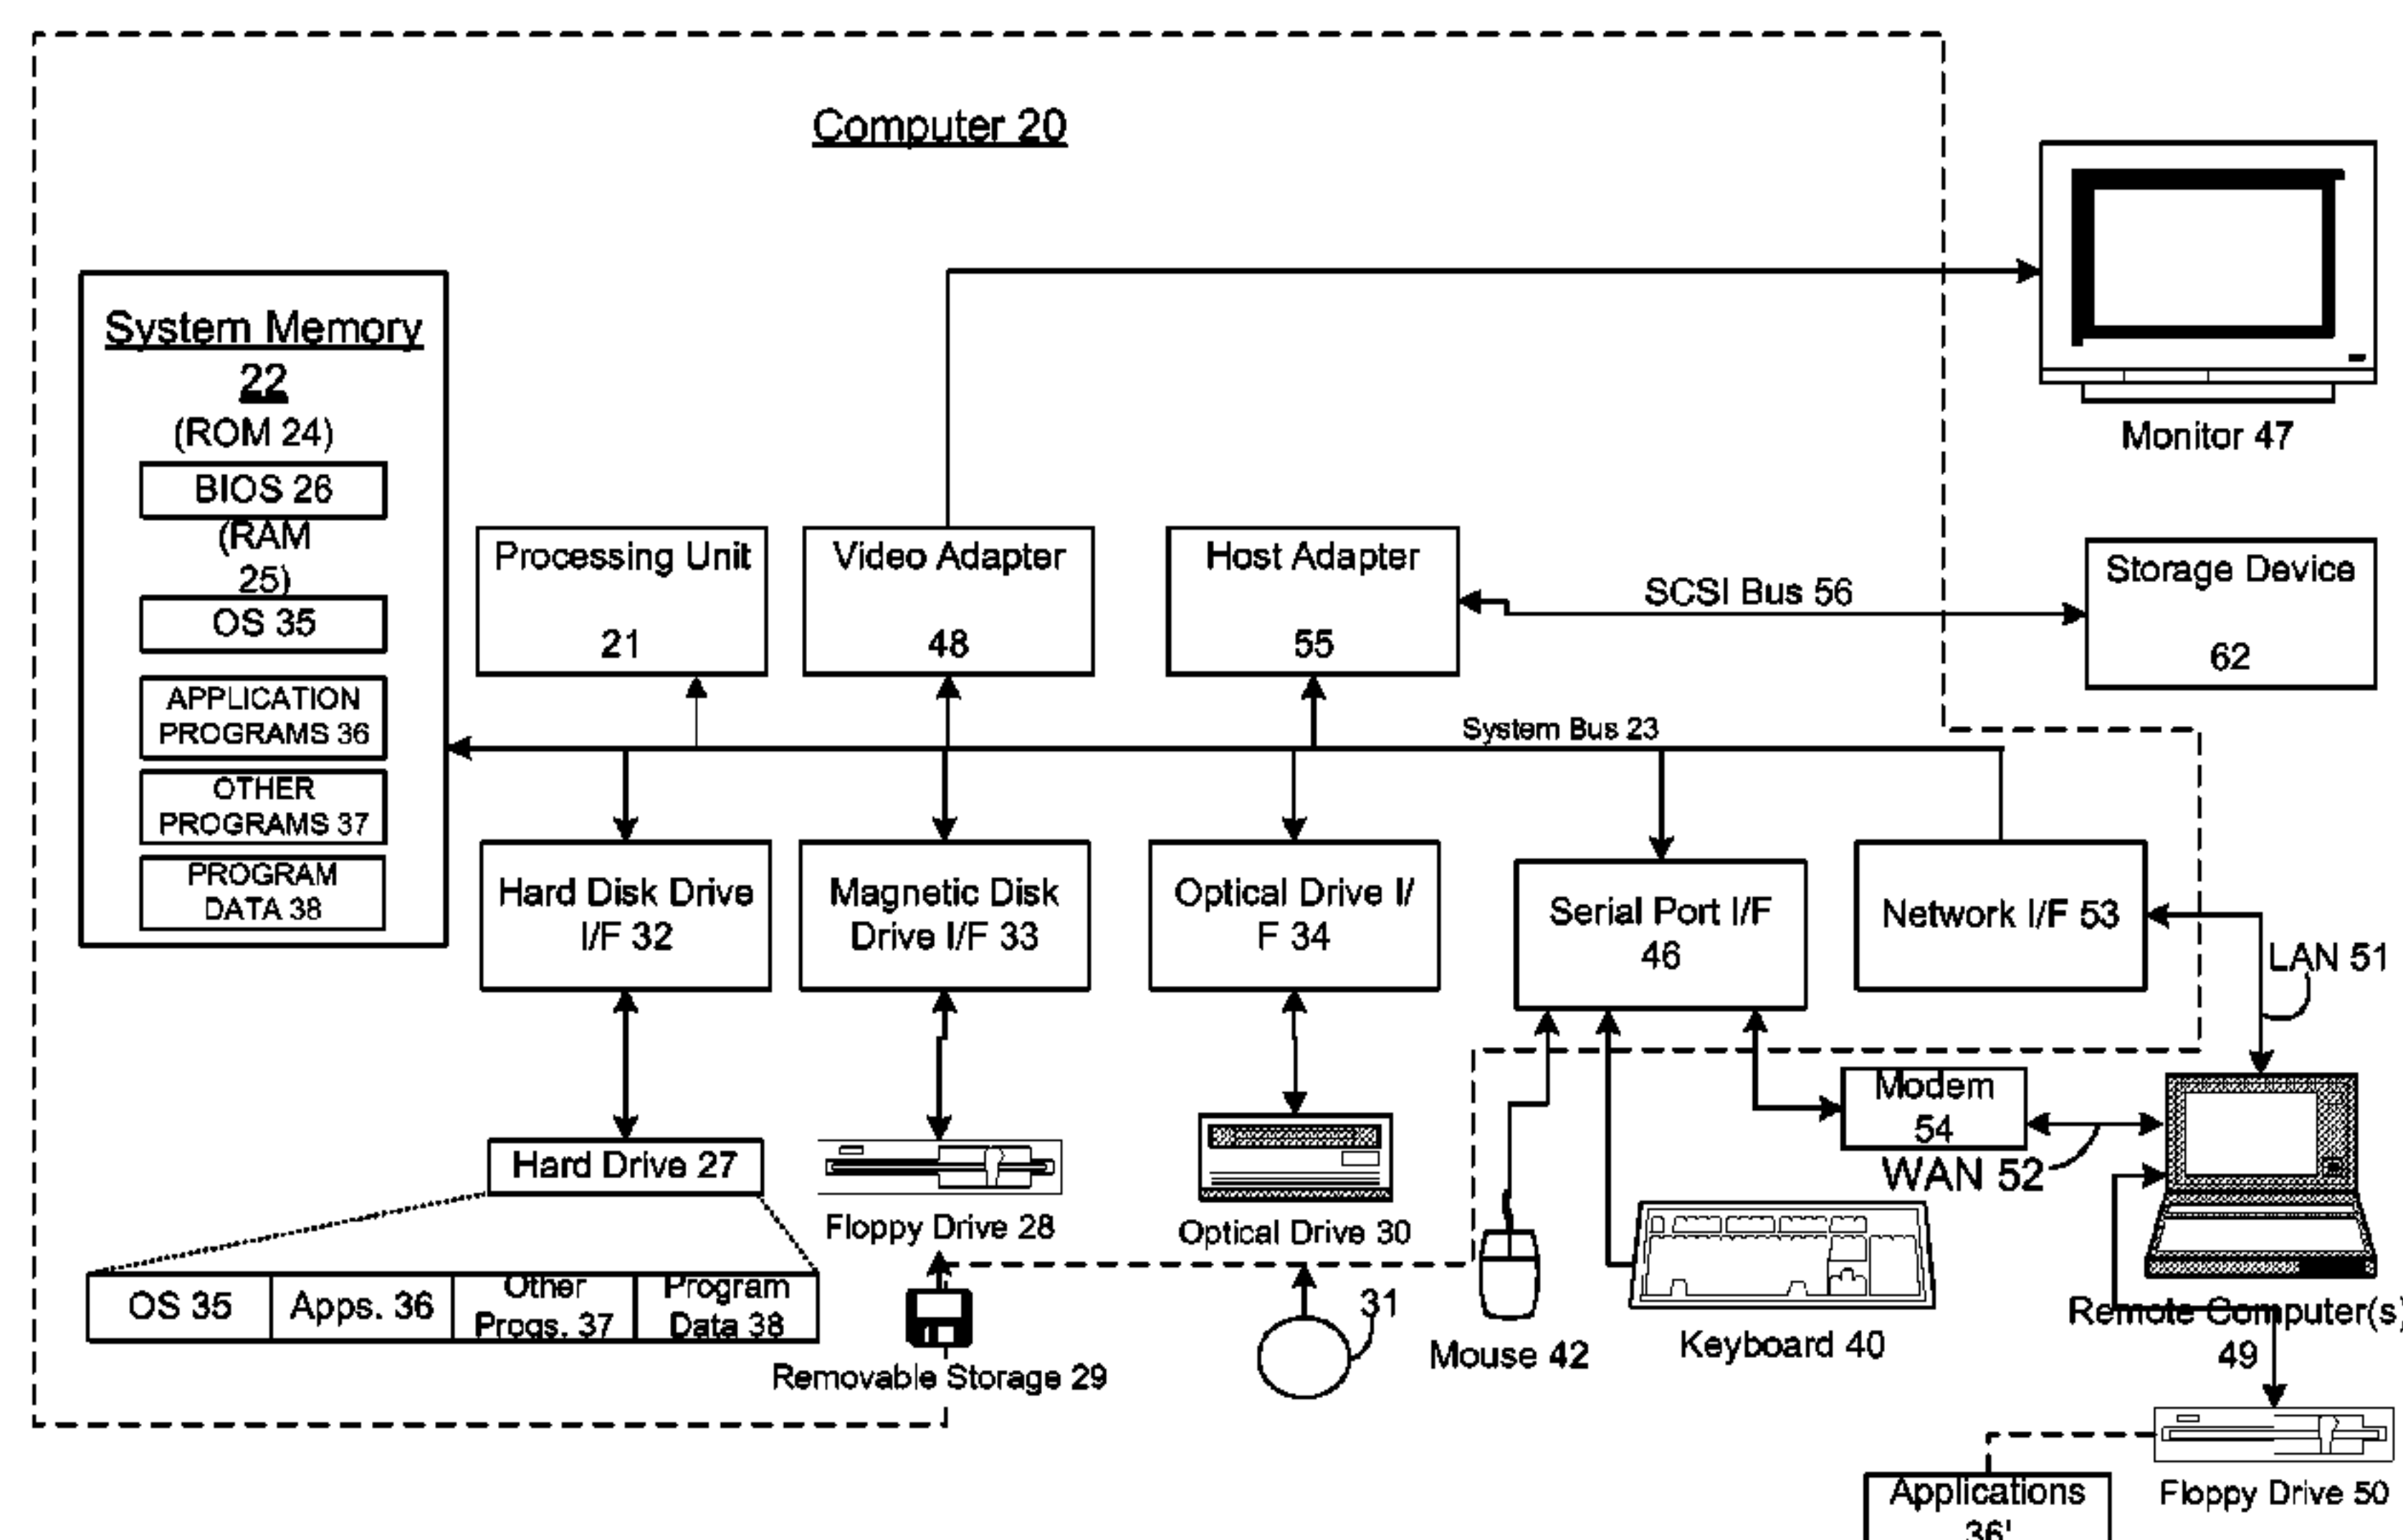 Computer 20
System Memory
22
(ROM 24)
BIOS 26
(RAM
25)
OS 35
APPLICATION
PROGRAMS 36
OTHER
PROGRAMS 37
PROGRAM
DATA 38
Processing Unit
21
Video Adapter
48
Host Adapter
55
SCSI Bus 56
Monitor 47
Storage Device
62
System Bus 23
Hard Disk Drive
I/F 32
Magnetic Disk
Drive I/F 33
Optical Drive I/
F 34
Serial Port I/F
46
Network I/F 53
LAN 51
Modem
54
WAN 52
Hard Drive 27
Floppy Drive 28
Optical Drive 30
OS 35
Apps. 36
Other
Progs. 37
Program
Data 38
Removable Storage 29
31
Mouse 42
Keyboard 40
Remote Computer(s)
49
Floppy Drive 50
Applications
36'